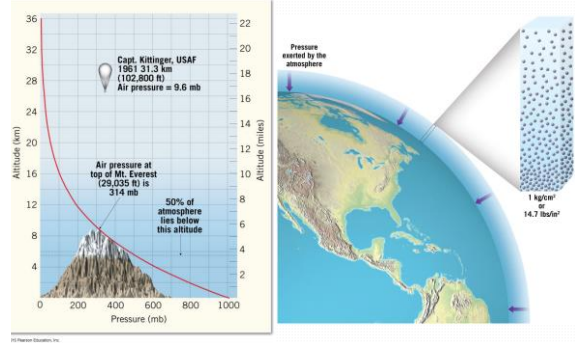 36
32
28
24
20
16
12
8
4
Altitude (km)
22
20
18
16
14
12
10
8
6
4
2
Altitude (miles)
Capt. Kittinger, USAF
1961 31.3 km
(102,800 ft)
Air pressure = 9.6 mb
Air pressure at
top of Mt. Everest
(29,035 ft) is
314 mb
50% of
atmosphere
lies below
this altitude
0 200 400 600 800 1000
Pressure (mb)
Pressure
exerted by the
atmosphere
1 kg/cm²
or
14.7 lbs/in²
Pearson Education, Inc.